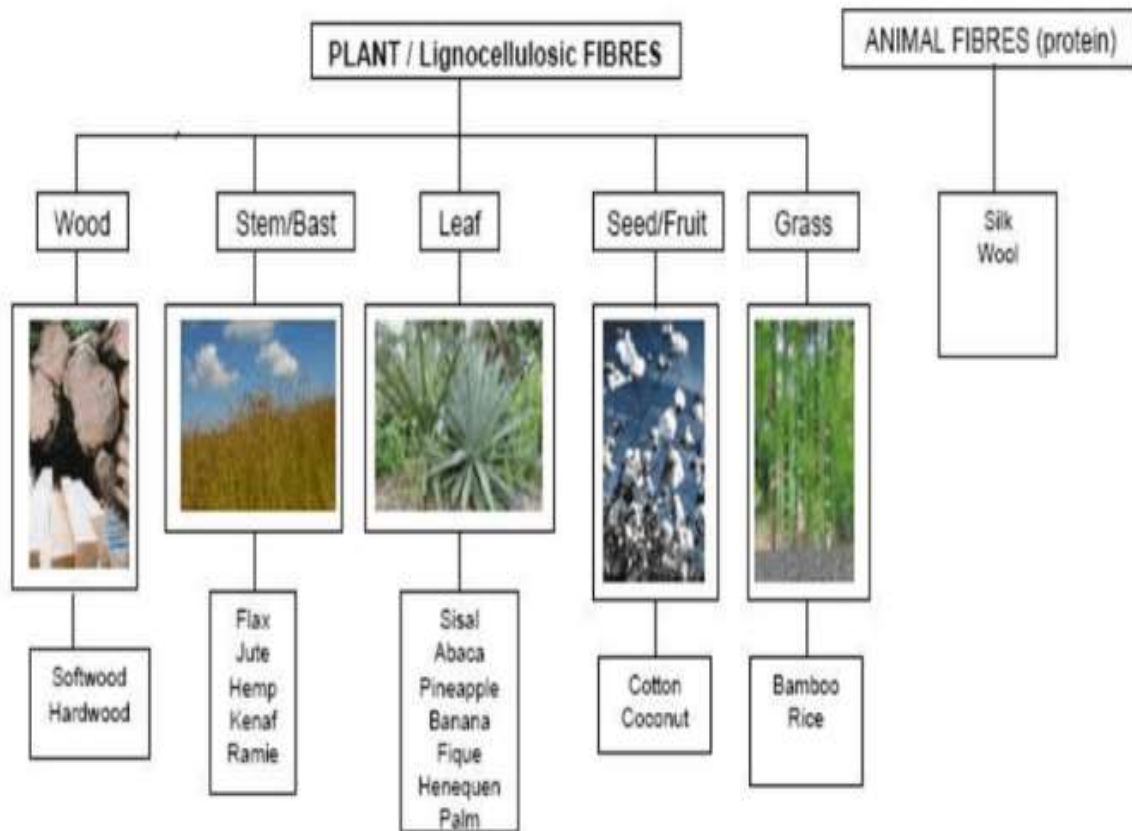 PLANT / Lignocellulosic FIBRES
ANIMAL FIBRES (protein)
Wood
Stem/Bast
Leaf
Seed/Fruit
Grass
Silk
Wool
Softwood
Hardwood
Flax
Jute
Hemp
Kenaf
Ramie
Sisal
Abaca
Pineapple
Banana
Fique
Henequen
Palm
Cotton
Coconut
Bamboo
Rice